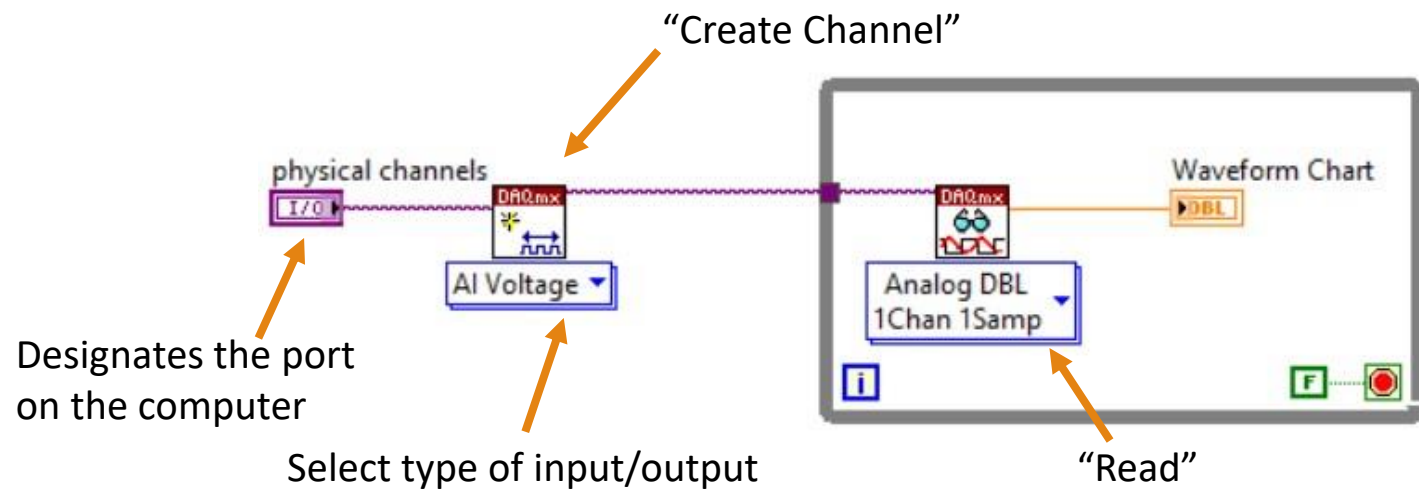 “Create Channel”
physical channels
Waveform Chart
DAQmx
DAQmx
I/O
DBL
AI Voltage
Analog DBL
1Chan 1Samp
Designates the port
on the computer
i
F
Select type of input/output
“Read”